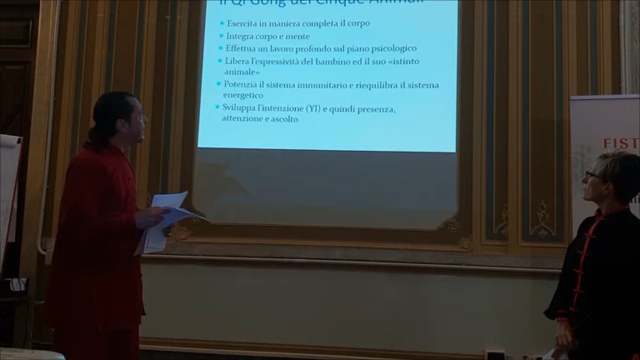 Il Qi Gong dei Cinque Animali
Esercita in maniera completa il corpo
Integra corpo e mente
Effettua un lavoro profondo sul piano psicologico
Libera l'espressività del bambino ed il suo «istinto
animale»
Potenzia il sistema immunitario e riequilibra il sistema
energetico
Sviluppa l'intenzione (YI) e quindi presenza,
attenzione e ascolto
FIST